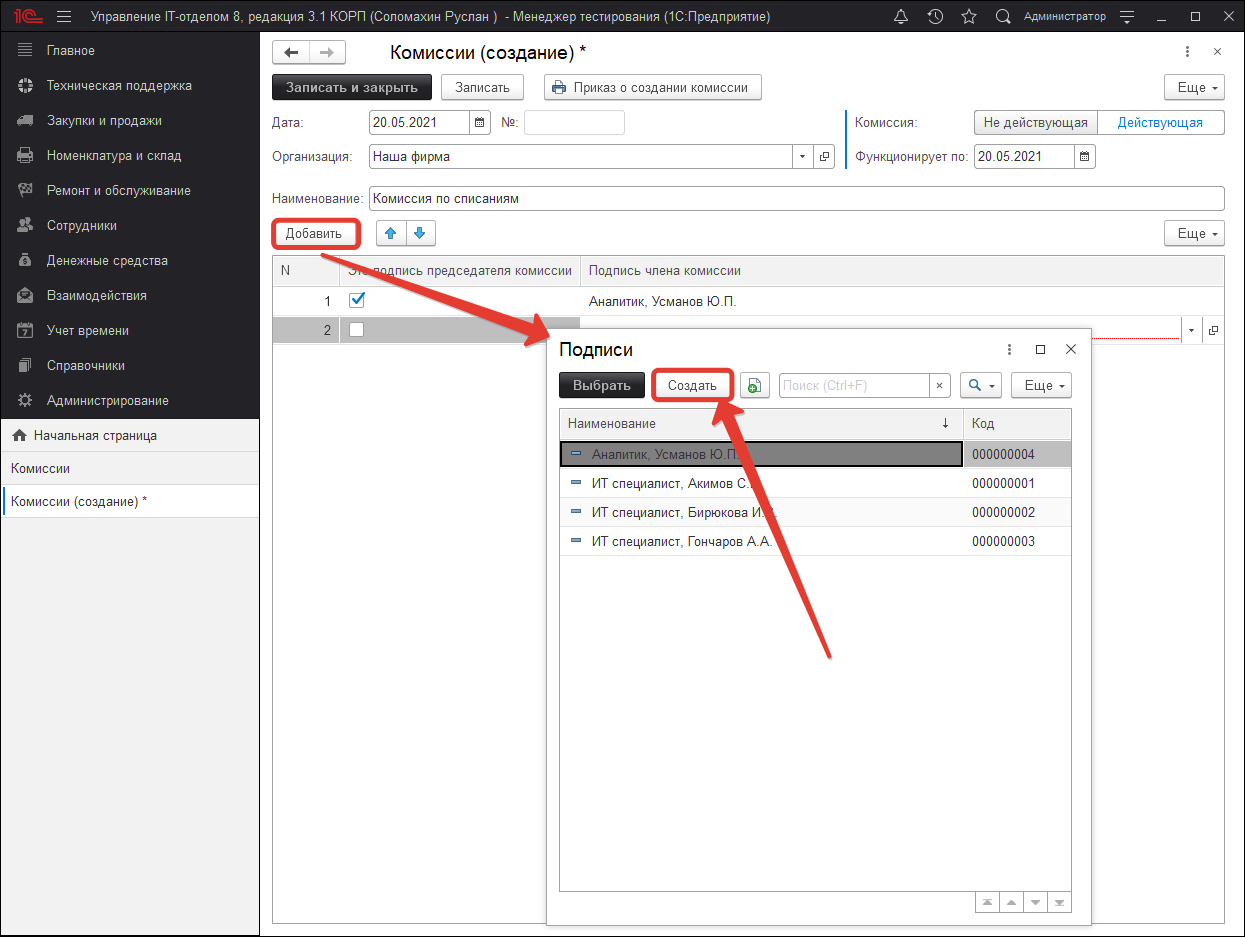 1С Управление IT-отделом 8, редакция 3.1 КОРП (Соломахин Руслан ) - Менеджер тестирования (1С:Предприятие) Администратор
Главное
Техническая поддержка
Закупки и продажи
Номенклатура и склад
Ремонт и обслуживание
Сотрудники
Денежные средства
Взаимодействия
7 Учет времени
Справочники
Администрирование
Начальная страница
Комиссии
Комиссии (создание) *
Комиссии (создание) *
Записать и закрыть Записать Приказ о создании комиссии Еще
Дата: 20.05.2021 №: Комиссия: Не действующая Действующая
Организация: Наша фирма Функционирует по: 20.05.2021
Наименование: Комиссия по списаниям
Добавить Еще
N Это подпись председателя комиссии Подпись члена комиссии
1 Аналитик, Усманов Ю.П.
2
Подписи
Выбрать Создать Поиск (Ctrl+F) × Еще
Наименование ↓ Код
Аналитик, Усманов Ю.П. 000000004
ИТ специалист, Акимов С. 000000001
ИТ специалист, Бирюкова И. 000000002
ИТ специалист, Гончаров А.А. 000000003